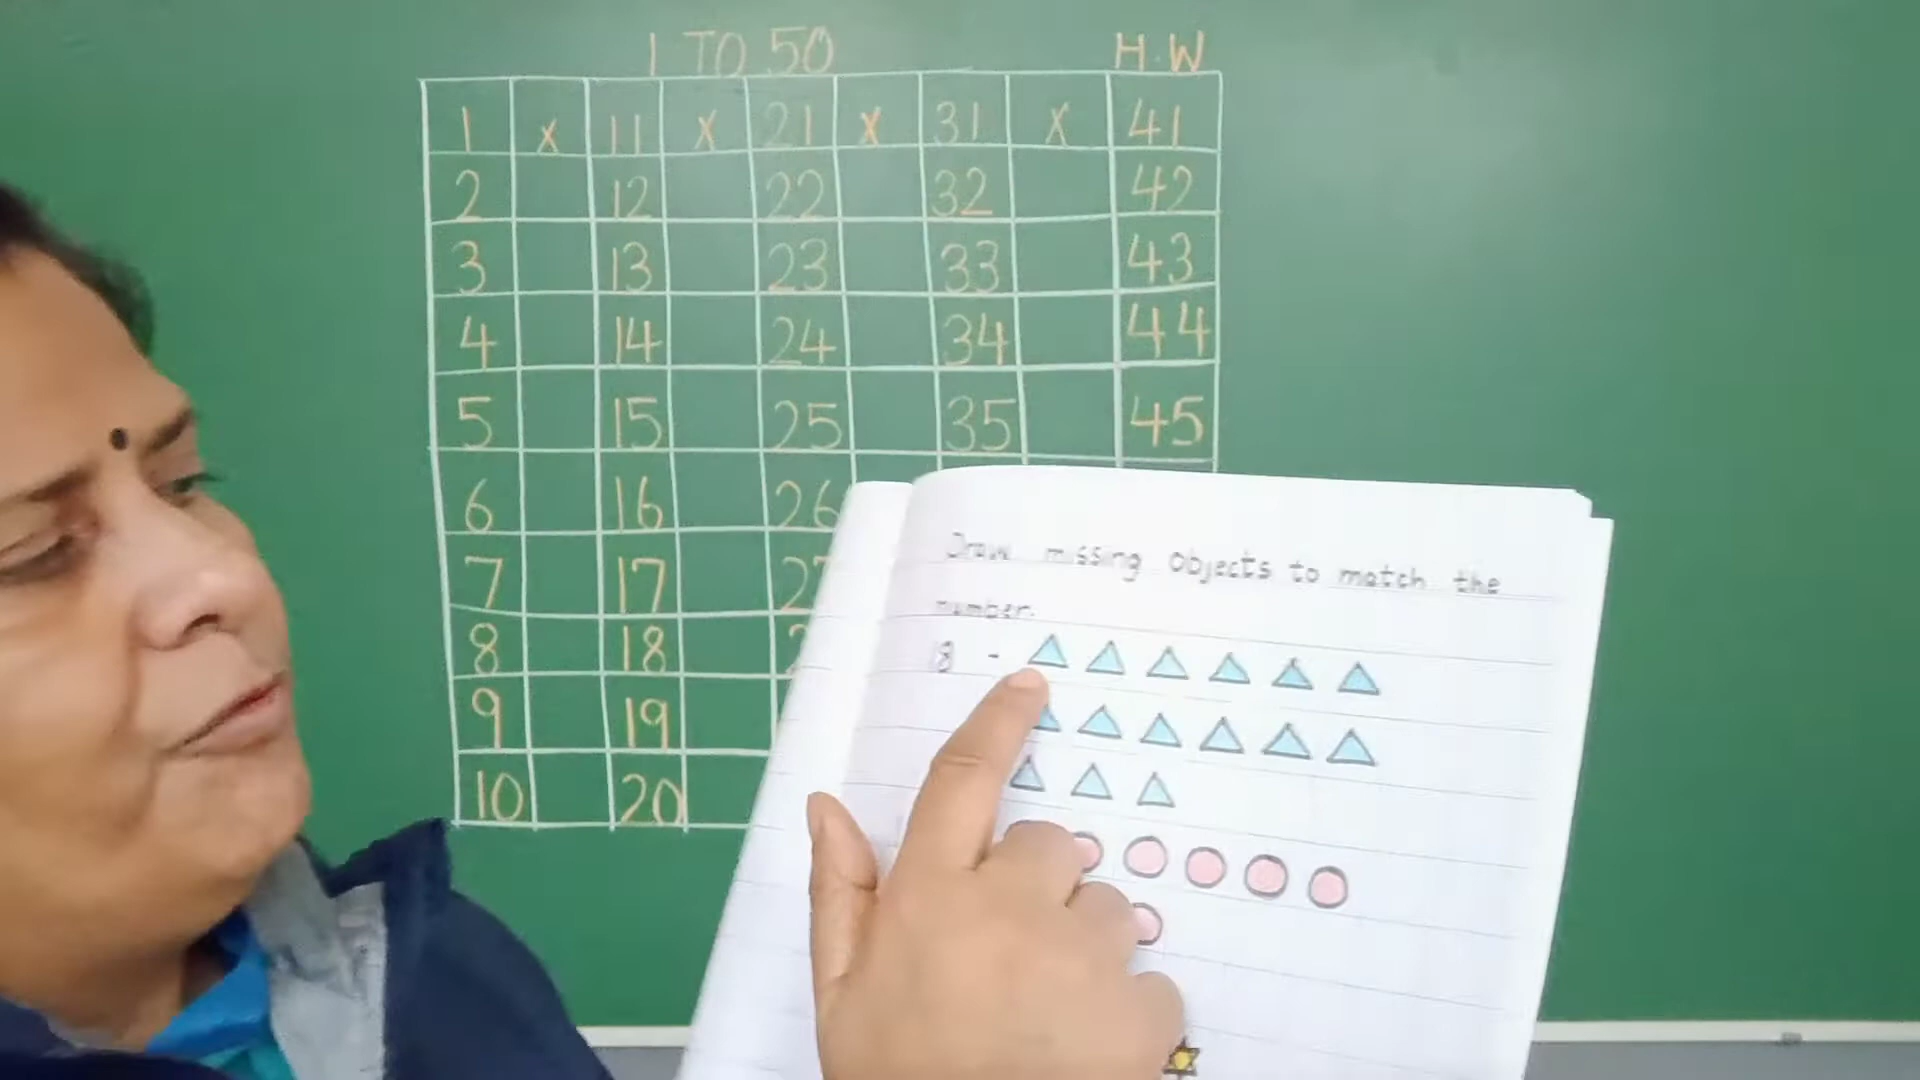 1 TO 50 H.W
1 x 11 x 21 x 31 x 41
2 12 22 32 42
3 13 23 33 43
4 14 24 34 44
5 15 25 35 45
6 16 26
7 17
8 18
9 19
10 20
Draw missing objects to match the
number.